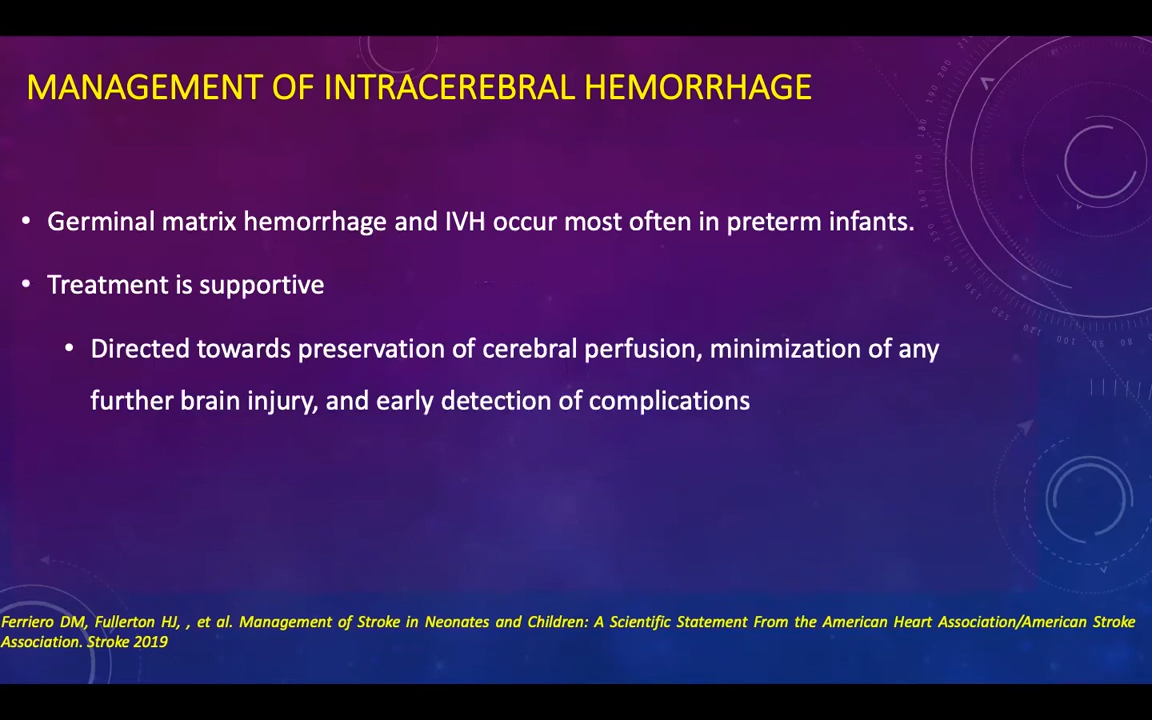 MANAGEMENT OF INTRACEREBRAL HEMORRHAGE
• Germinal matrix hemorrhage and IVH occur most often in preterm infants.
• Treatment is supportive
• Directed towards preservation of cerebral perfusion, minimization of any
further brain injury, and early detection of complications
Ferriero DM, Fullerton HJ, , et al. Management of Stroke in Neonates and Children: A Scientific Statement From the American Heart Association/American Stroke
Association. Stroke 2019